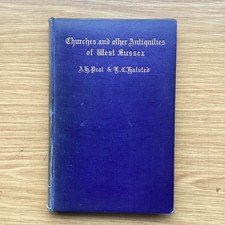 Churches and other Antiquities
of West Sussex
A.H.Peat & L.C.Halsted